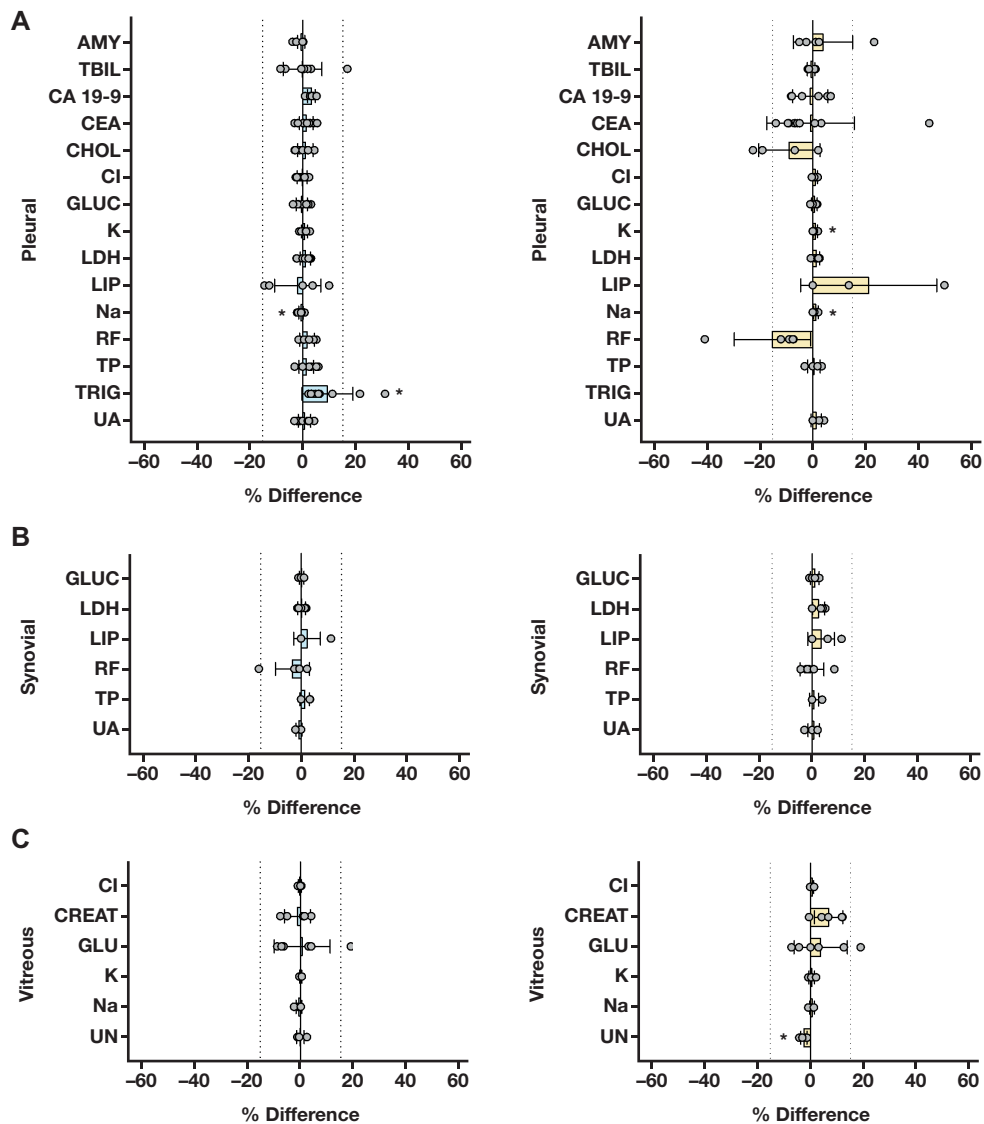 A
Pleural
AMY
TBIL
CA 19-9
CEA
CHOL
Cl
GLUC
K
LDH
LIP
Na
*
RF
TP
TRIG
*
UA
−60 −40 −20 0 20 40 60
% Difference
Pleural
AMY
TBIL
CA 19-9
CEA
CHOL
Cl
GLUC
K
*
LDH
LIP
Na
*
RF
TP
TRIG
UA
−60 −40 −20 0 20 40 60
% Difference
B
Synovial
GLUC
LDH
LIP
RF
TP
UA
−60 −40 −20 0 20 40 60
% Difference
Synovial
GLUC
LDH
LIP
RF
TP
UA
−60 −40 −20 0 20 40 60
% Difference
C
Vitreous
Cl
CREAT
GLU
K
Na
UN
−60 −40 −20 0 20 40 60
% Difference
Vitreous
Cl
CREAT
GLU
K
Na
UN
*
−60 −40 −20 0 20 40 60
% Difference